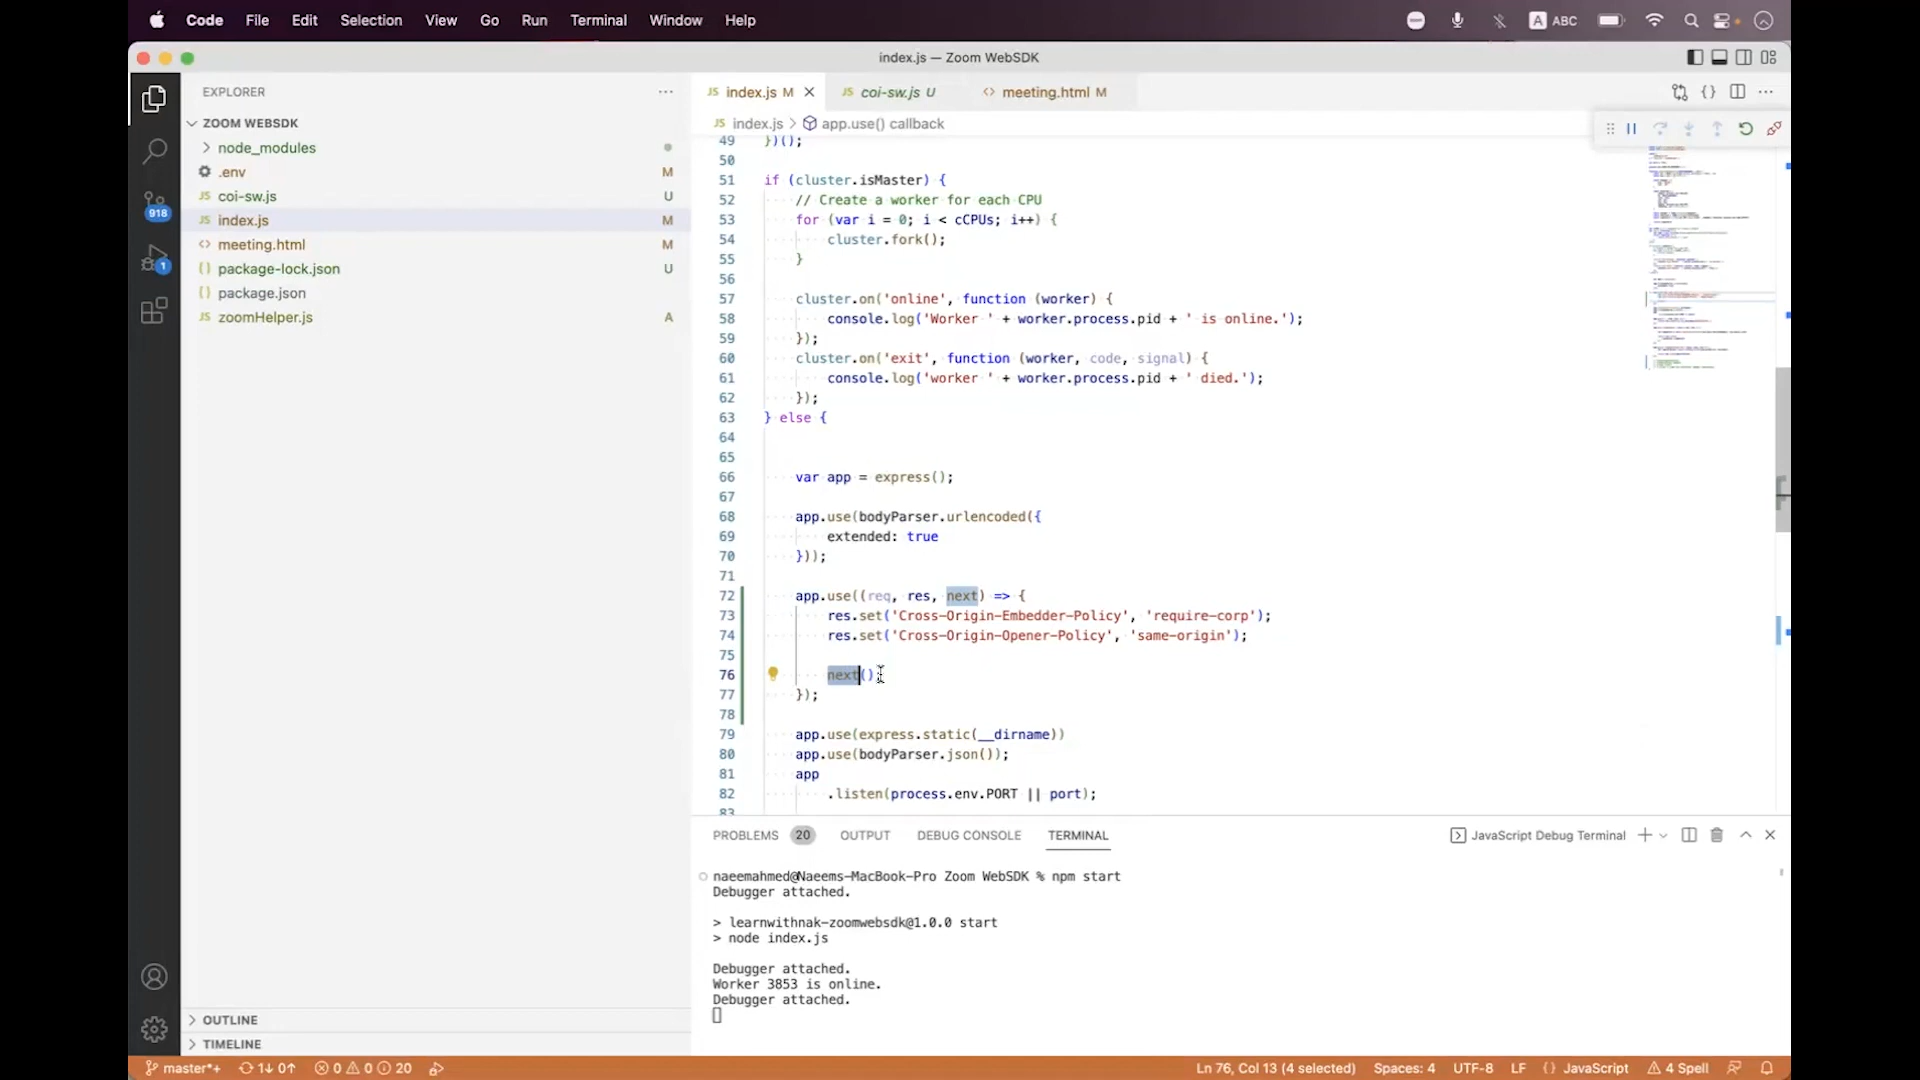 Code File Edit Selection View Go Run Terminal Window Help A ABC
index.js — Zoom WebSDK
EXPLORER
ZOOM WEBSDK
node_modules
.env M
JS coi-sw.js U
JS index.js M
<> meeting.html M
{} package-lock.json U
{} package.json
JS zoomHelper.js A
918
1
OUTLINE
TIMELINE
JS index.js M
JS coi-sw.js U
<> meeting.html M
JS index.js > app.use() callback
49 })();
50
51 if (cluster.isMaster) {
52 // Create a worker for each CPU
53 for (var i = 0; i < cCPUs; i++) {
54 cluster.fork();
55 }
56
57 cluster.on('online', function (worker) {
58 console.log('Worker ' + worker.process.pid + ' is online.');
59 });
60 cluster.on('exit', function (worker, code, signal) {
61 console.log('worker ' + worker.process.pid + ' died.');
62 });
63 } else {
64
65
66 var app = express();
67
68 app.use(bodyParser.urlencoded({
69 extended: true
70 }));
71
72 app.use((req, res, next) => {
73 res.set('Cross-Origin-Embedder-Policy', 'require-corp');
74 res.set('Cross-Origin-Opener-Policy', 'same-origin');
75
76 next();
77 });
78
79 app.use(express.static(__dirname))
80 app.use(bodyParser.json());
81 app
82 .listen(process.env.PORT || port);
83
PROBLEMS 20 OUTPUT DEBUG CONSOLE TERMINAL JavaScript Debug Terminal
naeemahmed@Naeems-MacBook-Pro Zoom WebSDK % npm start
Debugger attached.
> learnwithnak-zoomwebsdk@1.0.0 start
> node index.js
Debugger attached.
Worker 3853 is online.
Debugger attached.
master*+ 1↓ 0↑ 0 0 20 Ln 76, Col 13 (4 selected) Spaces: 4 UTF-8 LF {} JavaScript 4 Spell